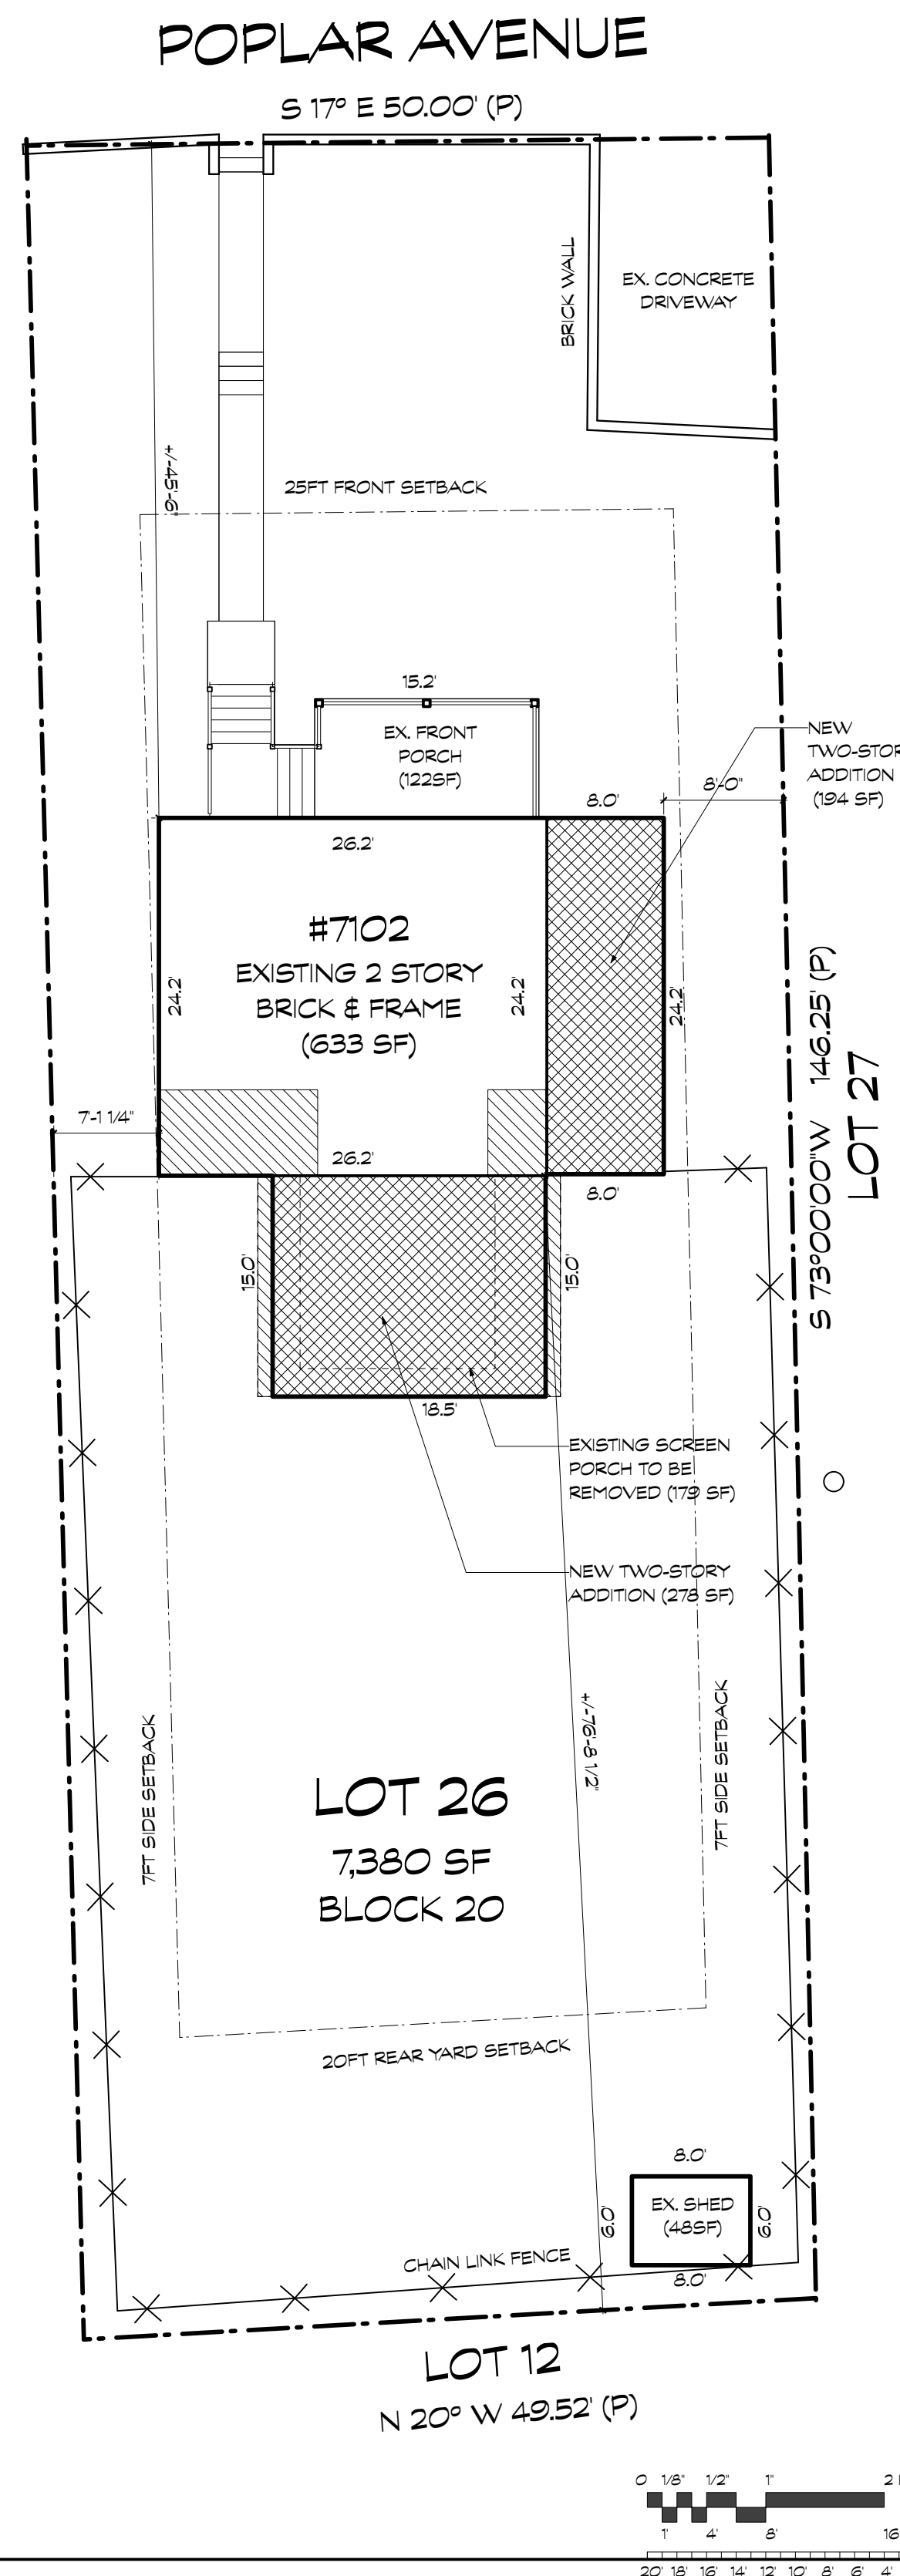 POPLAR AVENUE
S 17° E 50.00' (P)
BRICK WALL
EX. CONCRETE
DRIVEWAY
+/-45'-6"
25FT FRONT SETBACK
15.2'
EX. FRONT
PORCH
(122SF)
NEW
TWO-STOR
ADDITION
(194 SF)
8'-0"
8.0'
26.2'
#7102
EXISTING 2 STORY
BRICK & FRAME
(633 SF)
24.2'
24.2'
24.2'
S 73°00'00"W 146.25' (P)
LOT 27
7'-1 1/4"
26.2'
8.0'
15.0'
15.0'
18.5'
EXISTING SCREEN
PORCH TO BE
REMOVED (179 SF)
NEW TWO-STORY
ADDITION (278 SF)
+/-76'-8 1/2"
7FT SIDE SETBACK
7FT SIDE SETBACK
LOT 26
7,380 SF
BLOCK 20
20FT REAR YARD SETBACK
8.0'
6.0'
EX. SHED
(48SF)
6.0'
CHAIN LINK FENCE
8.0'
LOT 12
N 20° W 49.52' (P)
0 1/8" 1/2" 1" 2
1' 4' 8' 16
20' 18' 16' 14' 12' 10' 8' 6' 4'